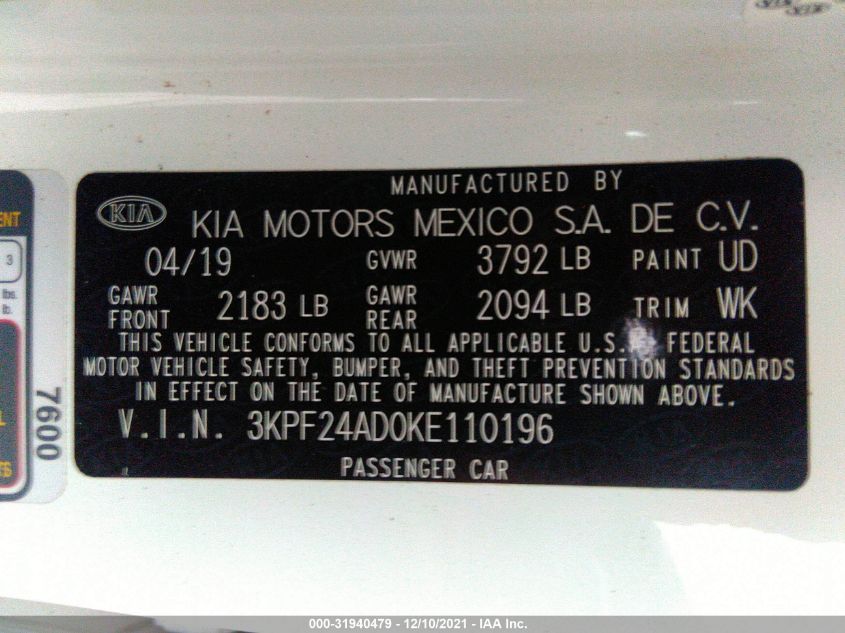 MANUFACTURED BY
KIA KIA MOTORS MEXICO S.A. DE C.V.
04/19 GVWR 3792 LB PAINT UD
GAWR FRONT 2183 LB GAWR REAR 2094 LB TRIM WK
THIS VEHICLE CONFORMS TO ALL APPLICABLE U.S. FEDERAL
MOTOR VEHICLE SAFETY, BUMPER, AND THEFT PREVENTION STANDARDS
IN EFFECT ON THE DATE OF MANUFACTURE SHOWN ABOVE.
V.I.N. 3KPF24AD0KE110196
PASSENGER CAR
3
lbs.
lb.
7600
000-31940479 - 12/10/2021 - IAA Inc.